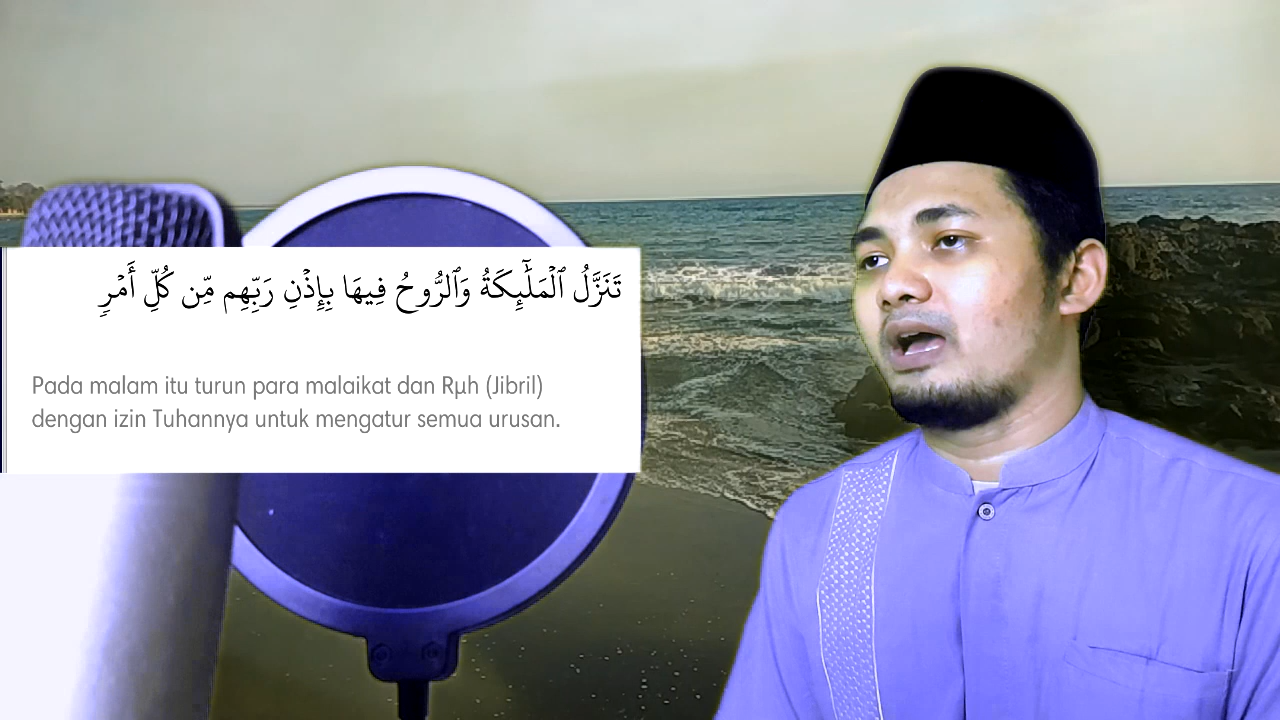 تَنَزَّلُ ٱلْمَلَٰٓئِكَةُ وَٱلرُّوحُ فِيهَا بِإِذْنِ رَبِّهِم مِّن كُلِّ أَمْرٍ
Pada malam itu turun para malaikat dan Rµh (Jibril)
dengan izin Tuhannya untuk mengatur semua urusan.